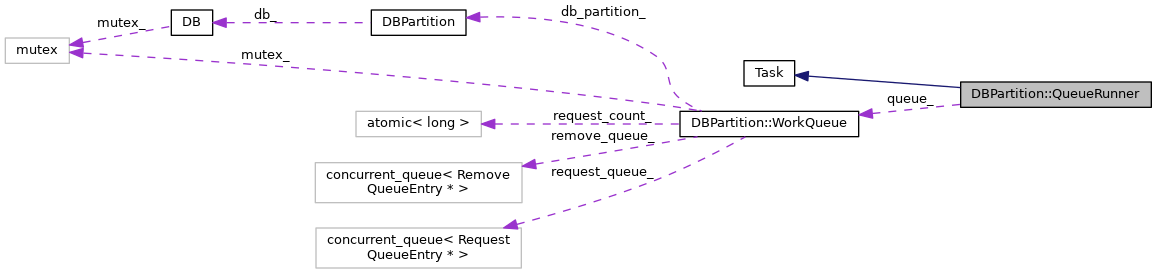 mutex_
DB
db_
DBPartition
db_partition_
mutex
mutex_
Task
DBPartition::QueueRunner
queue_
atomic< long >
request_count_
DBPartition::WorkQueue
remove_queue_
concurrent_queue< Remove
QueueEntry * >
request_queue_
concurrent_queue< Request
QueueEntry * >